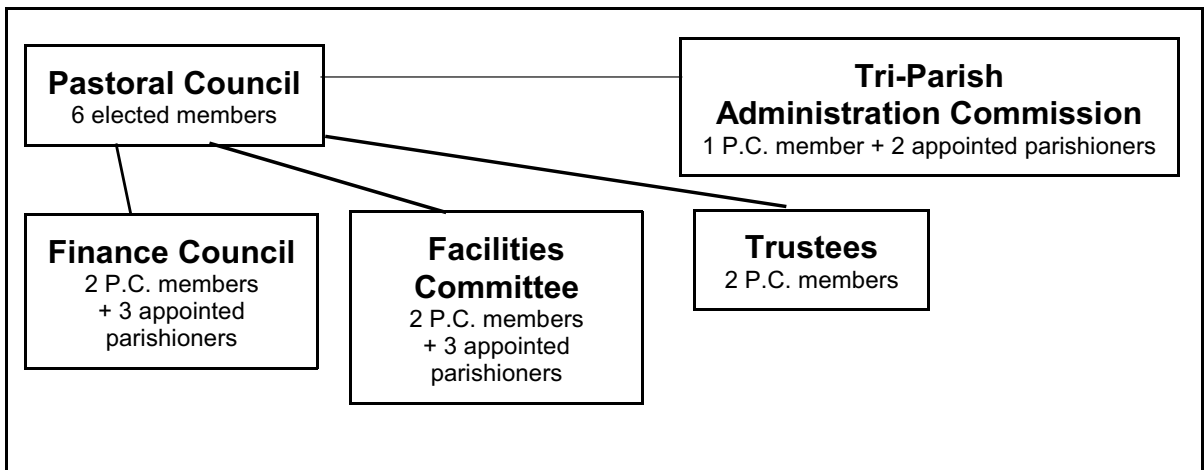 Pastoral Council
6 elected members
Tri-Parish
Administration Commission
1 P.C. member + 2 appointed parishioners
Finance Council
2 P.C. members
+ 3 appointed
parishioners
Facilities
Committee
2 P.C. members
+ 3 appointed
parishioners
Trustees
2 P.C. members